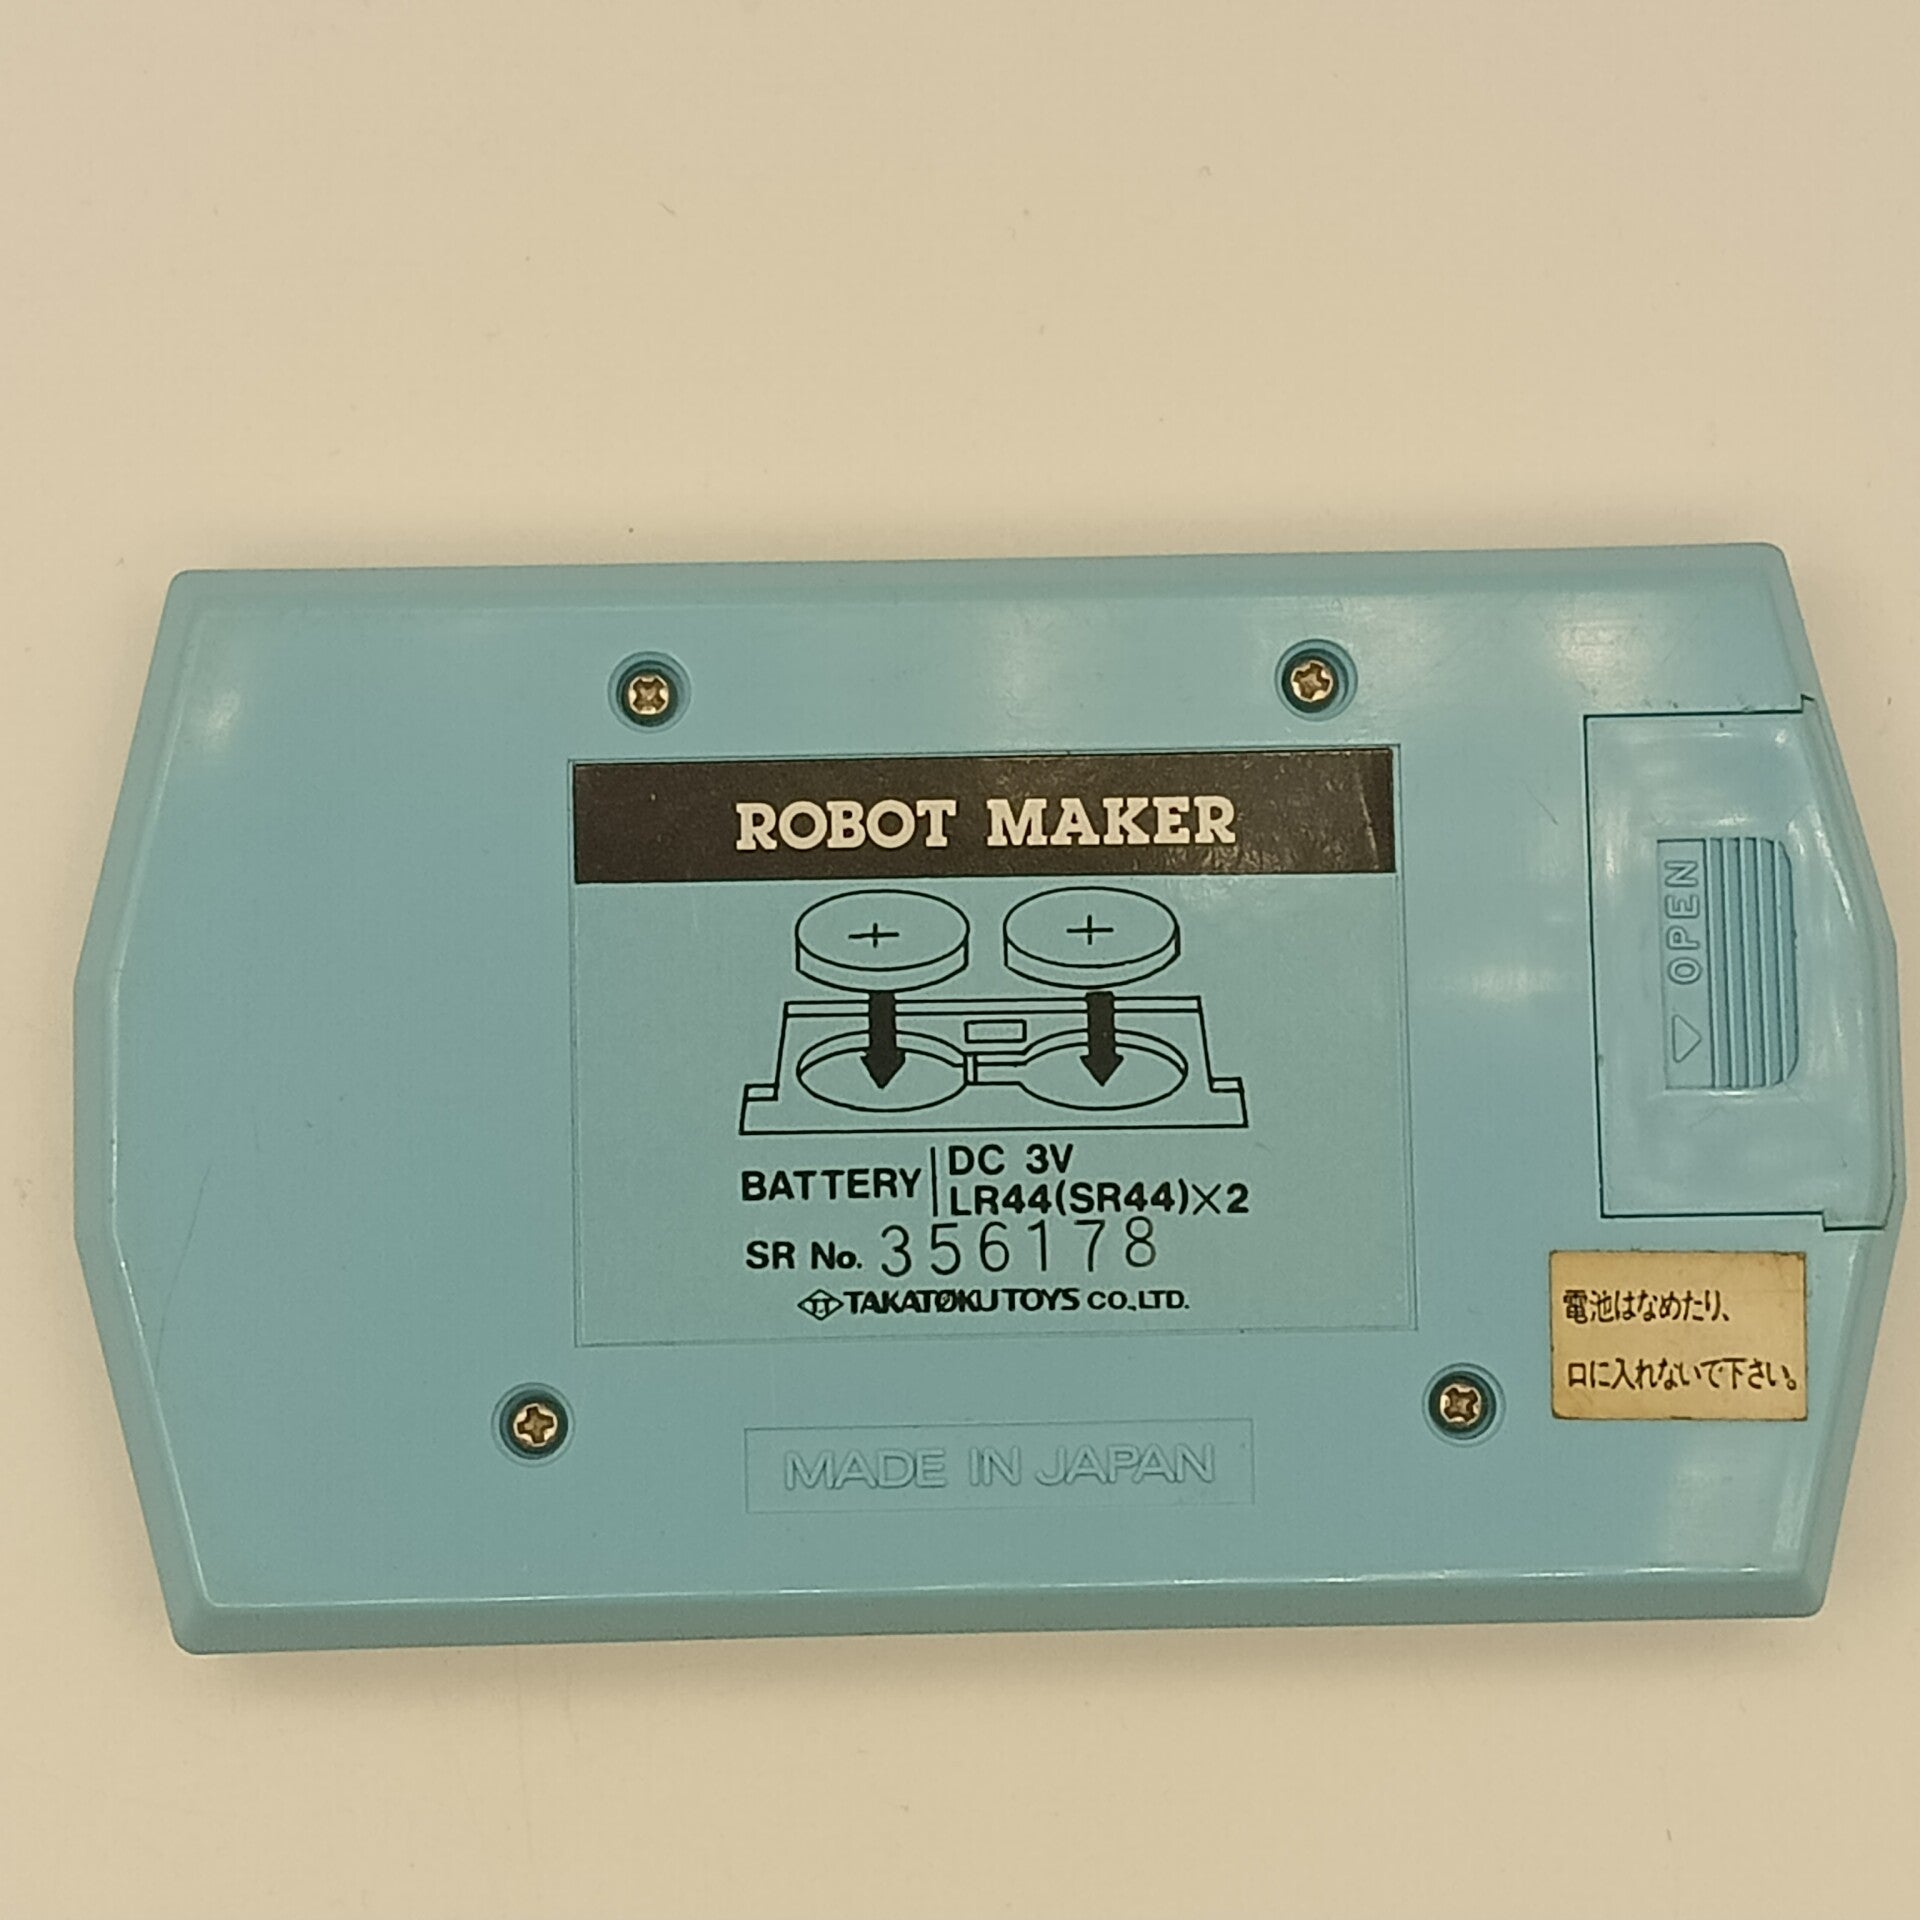 ROBOT MAKER
+ +
OPEN
BATTERY DC 3V
LR44(SR44)×2
SR No. 356178
TT TAKATOKU TOYS CO.,LTD.
電池はなめたり、
口に入れないで下さい。
MADE IN JAPAN